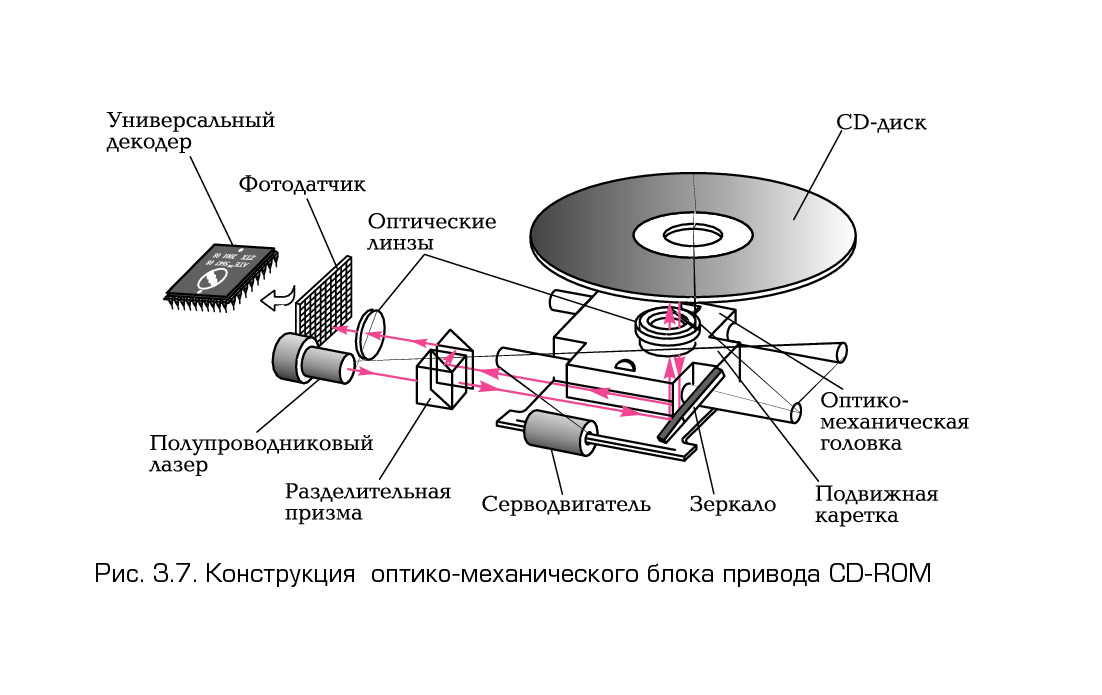 Универсальный
декодер
CD-диск
Фотодатчик
Оптические
линзы
Оптико-
механическая
головка
Полупроводниковый
лазер
Разделительная
призма
Серводвигатель
Зеркало
Подвижная
каретка
Рис. 3.7. Конструкция оптико-механического блока привода CD-ROM